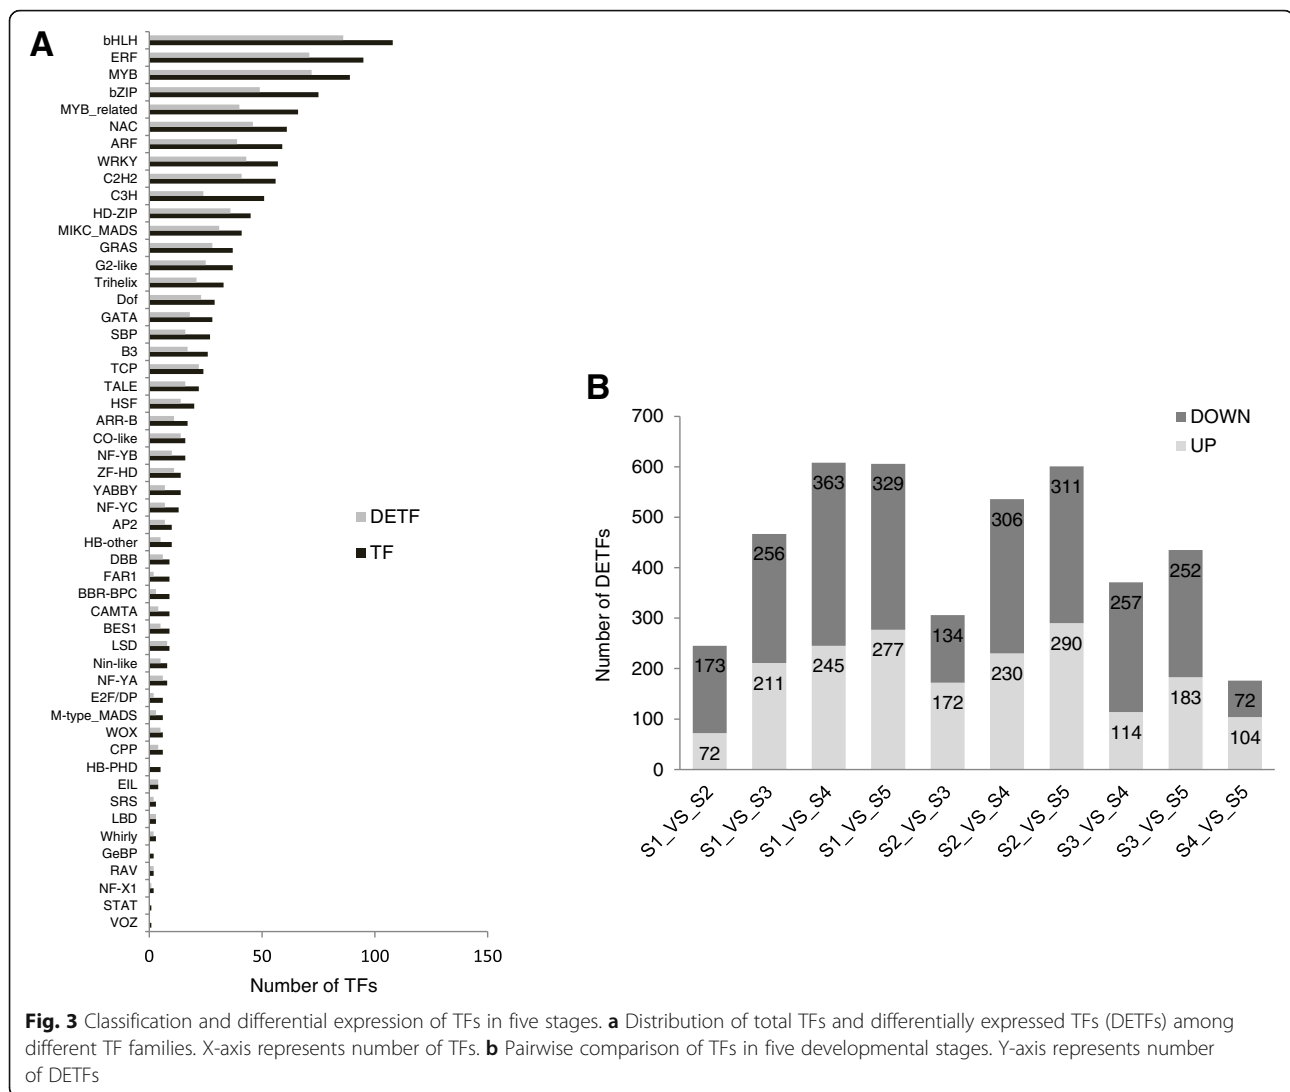 A
bHLH
ERF
MYB
bZIP
MYB_related
NAC
ARF
WRKY
C2H2
C3H
HD-ZIP
MIKC_MADS
GRAS
G2-like
Trihelix
Dof
GATA
SBP
B3
TCP
TALE
HSF
ARR-B
CO-like
NF-YB
ZF-HD
YABBY
NF-YC
AP2
HB-other
DBB
FAR1
BBR-BPC
CAMTA
BES1
LSD
Nin-like
NF-YA
E2F/DP
M-type_MADS
WOX
CPP
HB-PHD
EIL
SRS
LBD
Whirly
GeBP
RAV
NF-X1
STAT
VOZ
DETF
TF
0 50 100 150
Number of TFs
B
Number of DETFs
700
600
500
400
300
200
100
0
DOWN
UP
173
72
256
211
363
245
329
277
134
172
306
230
311
290
257
114
252
183
72
104
S1_VS_S2
S1_VS_S3
S1_VS_S4
S1_VS_S5
S2_VS_S3
S2_VS_S4
S2_VS_S5
S3_VS_S4
S3_VS_S5
S4_VS_S5
Fig. 3 Classification and differential expression of TFs in five stages. a Distribution of total TFs and differentially expressed TFs (DETFs) among
different TF families. X-axis represents number of TFs. b Pairwise comparison of TFs in five developmental stages. Y-axis represents number
of DETFs